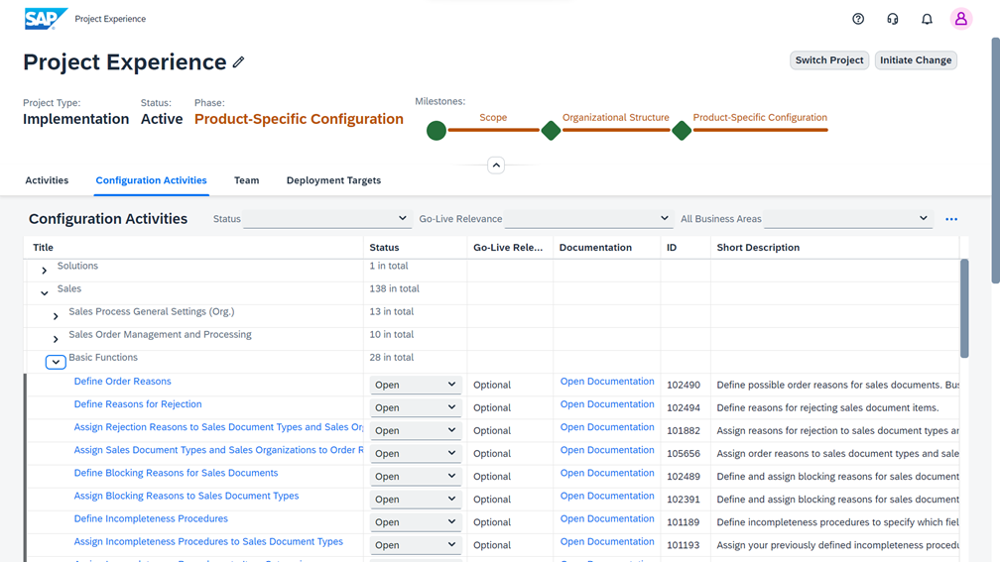 SAP Project Experience
Project Experience
Switch Project
Initiate Change
Project Type:
Implementation
Status:
Active
Phase:
Product-Specific Configuration
Milestones:
Scope
Organizational Structure
Product-Specific Configuration
Activities
Configuration Activities
Team
Deployment Targets
Configuration Activities
Status
Go-Live Relevance
All Business Areas
Title Status Go-Live Rele... Documentation ID Short Description
Solutions 1 in total
Sales 138 in total
Sales Process General Settings (Org.) 13 in total
Sales Order Management and Processing 10 in total
Basic Functions 28 in total
Define Order Reasons Open Optional Open Documentation 102490 Define possible order reasons for sales documents. Bus
Define Reasons for Rejection Open Optional Open Documentation 102494 Define reasons for rejecting sales document items.
Assign Rejection Reasons to Sales Document Types and Sales Or Open Optional Open Documentation 101882 Assign reasons for rejection to sales document types ar
Assign Sales Document Types and Sales Organizations to Order R Open Optional Open Documentation 105656 Assign order reasons to sales document types and sale
Define Blocking Reasons for Sales Documents Open Optional Open Documentation 102489 Define and assign blocking reasons for sales document
Assign Blocking Reasons to Sales Document Types Open Optional Open Documentation 102391 Define and assign blocking reasons for sales document
Define Incompleteness Procedures Open Optional Open Documentation 101189 Define incompleteness procedures to specify which fiel
Assign Incompleteness Procedures to Sales Document Types Open Optional Open Documentation 101193 Assign your previously defined incompleteness procedu